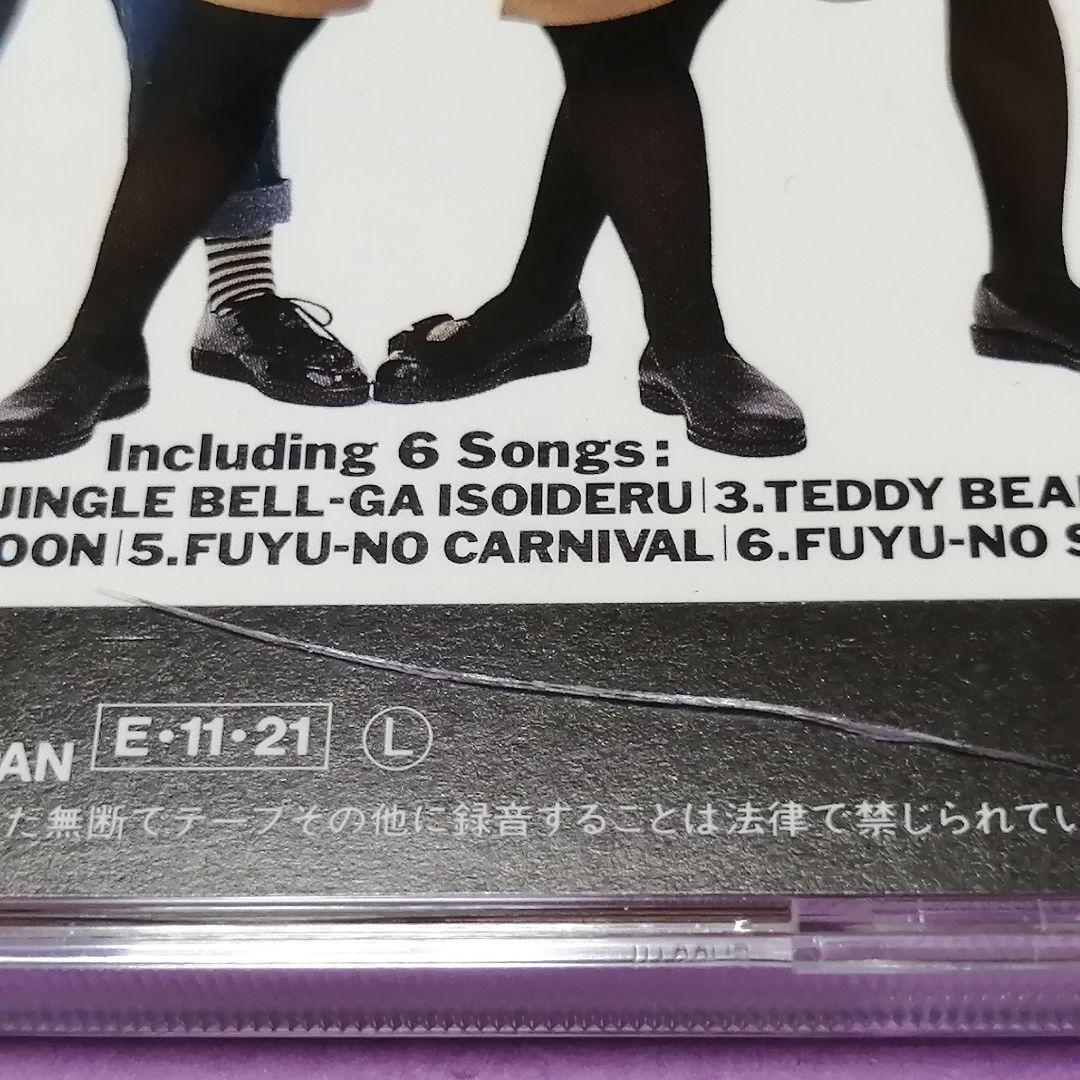 Including 6 Songs:
JINGLE BELL-GA ISOIDERU|3.TEDDY BEA
OON|5.FUYU-NO CARNIVAL|6.FUYU-NO S
AN E・11・21 Ⓛ
た無断でテープその他に録音することは法律で禁じられてい